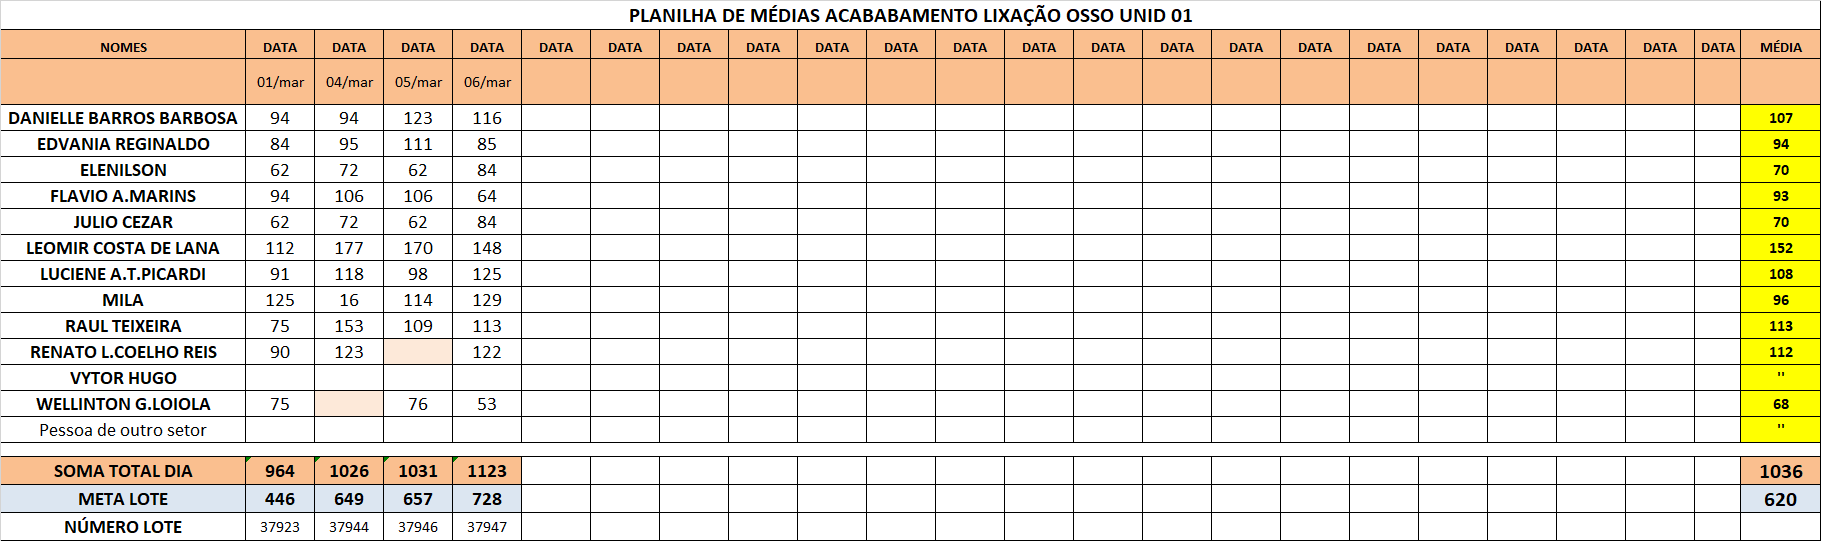 PLANILHA DE MÉDIAS ACABABAMENTO LIXAÇÃO OSSO UNID 01
NOMES DATA DATA DATA DATA DATA DATA DATA DATA DATA DATA DATA DATA DATA DATA DATA DATA DATA DATA DATA DATA DATA DATA MÉDIA
01/mar 04/mar 05/mar 06/mar
DANIELLE BARROS BARBOSA 94 94 123 116 107
EDVANIA REGINALDO 84 95 111 85 94
ELENILSON 62 72 62 84 70
FLAVIO A.MARINS 94 106 106 64 93
JULIO CEZAR 62 72 62 84 70
LEOMIR COSTA DE LANA 112 177 170 148 152
LUCIENE A.T.PICARDI 91 118 98 125 108
MILA 125 16 114 129 96
RAUL TEIXEIRA 75 153 109 113 113
RENATO L.COELHO REIS 90 123 122 112
VYTOR HUGO ''
WELLINTON G.LOIOLA 75 76 53 68
Pessoa de outro setor ''
SOMA TOTAL DIA 964 1026 1031 1123 1036
META LOTE 446 649 657 728 620
NÚMERO LOTE 37923 37944 37946 37947